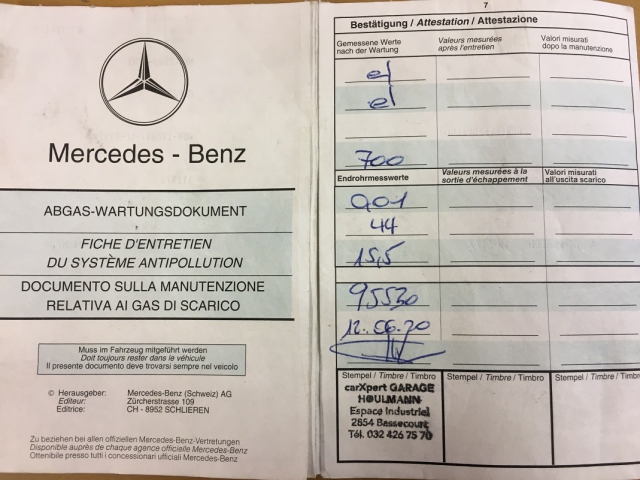 Mercedes - Benz
ABGAS-WARTUNGSDOKUMENT
FICHE D'ENTRETIEN
DU SYSTÈME ANTIPOLLUTION
DOCUMENTO SULLA MANUTENZIONE
RELATIVA AI GAS DI SCARICO
Muss im Fahrzeug mitgeführt werden
Doit toujours rester dans le véhicule
Il presente documento deve trovarsi sempre nel veicolo
© Herausgeber: Mercedes-Benz (Schweiz) AG
Editeur: Zürcherstrasse 109
Editrice: CH - 8952 SCHLIEREN
Zu beziehen bei allen offiziellen Mercedes-Benz-Vertretungen
Disponible auprès de chaque agence officielle Mercedes-Benz
Ottenibile presso tutti i concessionari ufficiali Mercedes-Benz
7
Bestätigung / Attestation / Attestazione
Gemessene Werte Valeurs mesurées Valori misurati
nach der Wartung après l'entretien dopo la manutenzione
el
el
700
Endrohrmesswerte Valeurs mesurées à la Valori misurati
sortie d'échappement all'uscita scarico
0,01
44
15,5
95530
12.06.20
Stempel / Timbre / Timbro Stempel / Timbre / Timbro Stempel / Timbre / Timbro
carXpert GARAGE
HOULMANN
Espace Industriel
2854 Bassecourt
Tél. 032 426 75 70